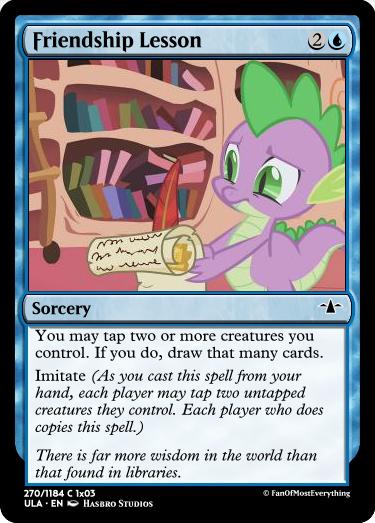 Friendship Lesson 2
Sorcery
You may tap two or more creatures you
control. If you do, draw that many cards.
Imitate (As you cast this spell from your
hand, each player may tap two untapped
creatures they control. Each player who does
copies this spell.)
There is far more wisdom in the world than
that found in libraries.
270/1184 C 1x03
ULA • EN Hasbro Studios
© FanOfMostEverything